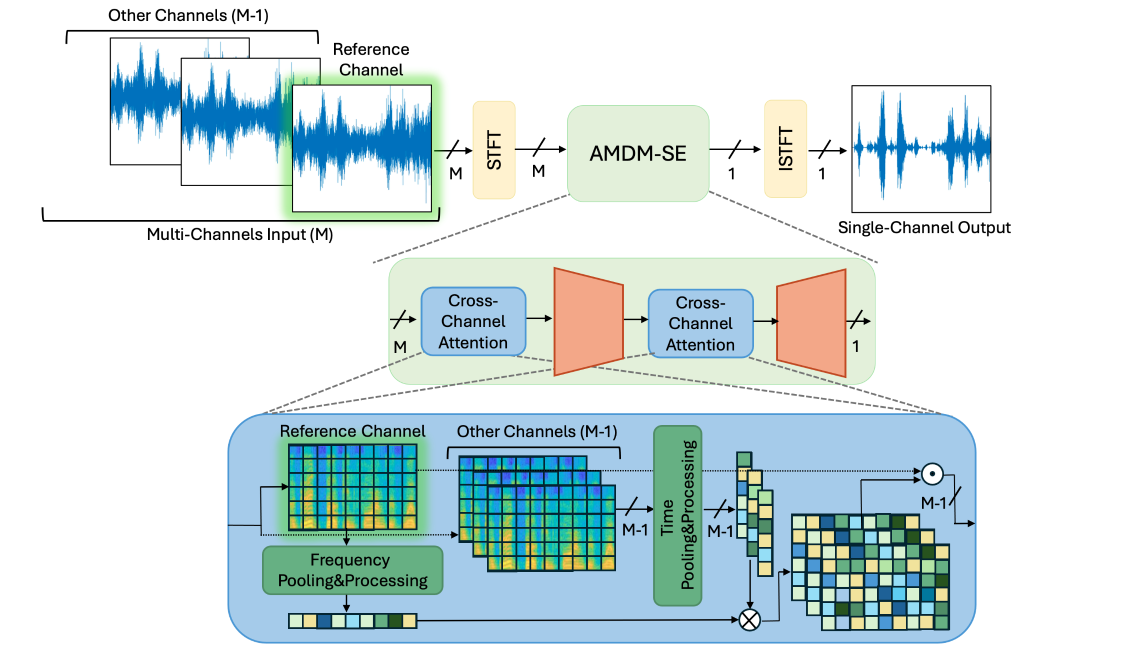 Other Channels (M-1)
Reference
Channel
M
STFT
M
AMDM-SE
1
ISTFT
1
Multi-Channels Input (M)
Single-Channel Output
M
Cross-
Channel
Attention
Cross-
Channel
Attention
1
Reference Channel
Other Channels (M-1)
M-1
Time
Pooling&Processing
M-1
M-1
Frequency
Pooling&Processing